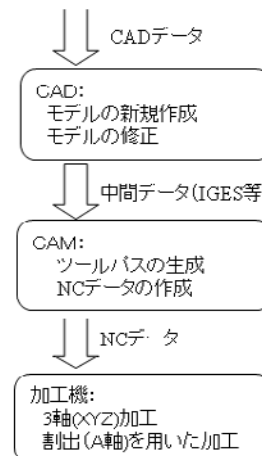 CADデータ
CAD:
モデルの新規作成
モデルの修正
中間データ(IGES等
CAM:
ツールパスの生成
NCデータの作成
NCデータ
加工機:
3軸(XYZ)加工
割出(A軸)を用いた加工